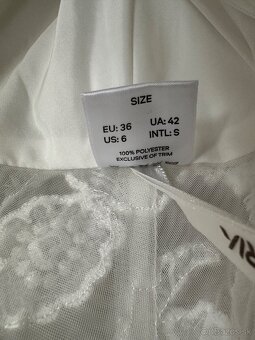 SIZE
EU: 36 UA: 42
US: 6 INTL: S
100% POLYESTER
EXCLUSIVE OF TRIM